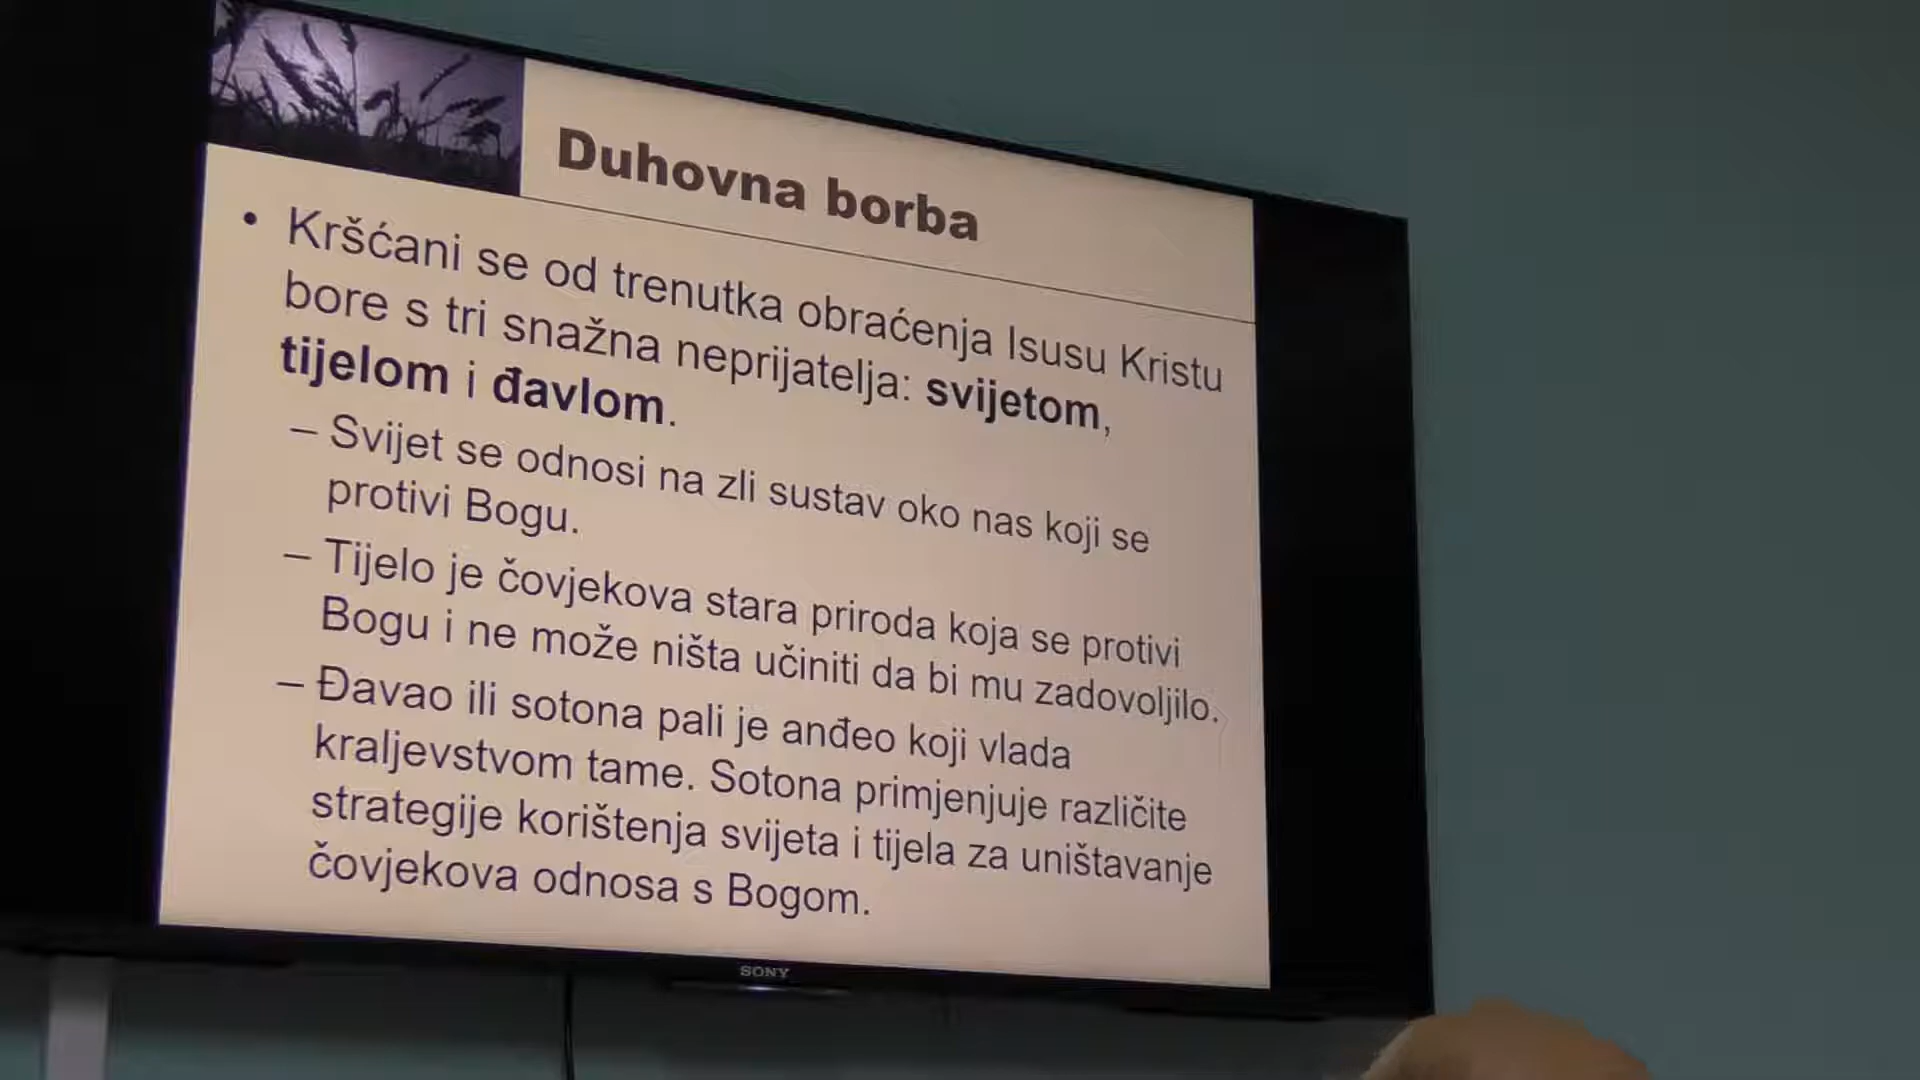 Duhovna borba
• Kršćani se od trenutka obraćenja Isusu Kristu
bore s tri snažna neprijatelja: svijetom,
tijelom i đavlom.
– Svijet se odnosi na zli sustav oko nas koji se
protivi Bogu.
– Tijelo je čovjekova stara priroda koja se protivi
Bogu i ne može ništa učiniti da bi mu zadovoljilo.
– Đavao ili sotona pali je anđeo koji vlada
kraljevstvom tame. Sotona primjenjuje različite
strategije korištenja svijeta i tijela za uništavanje
čovjekova odnosa s Bogom.
SONY